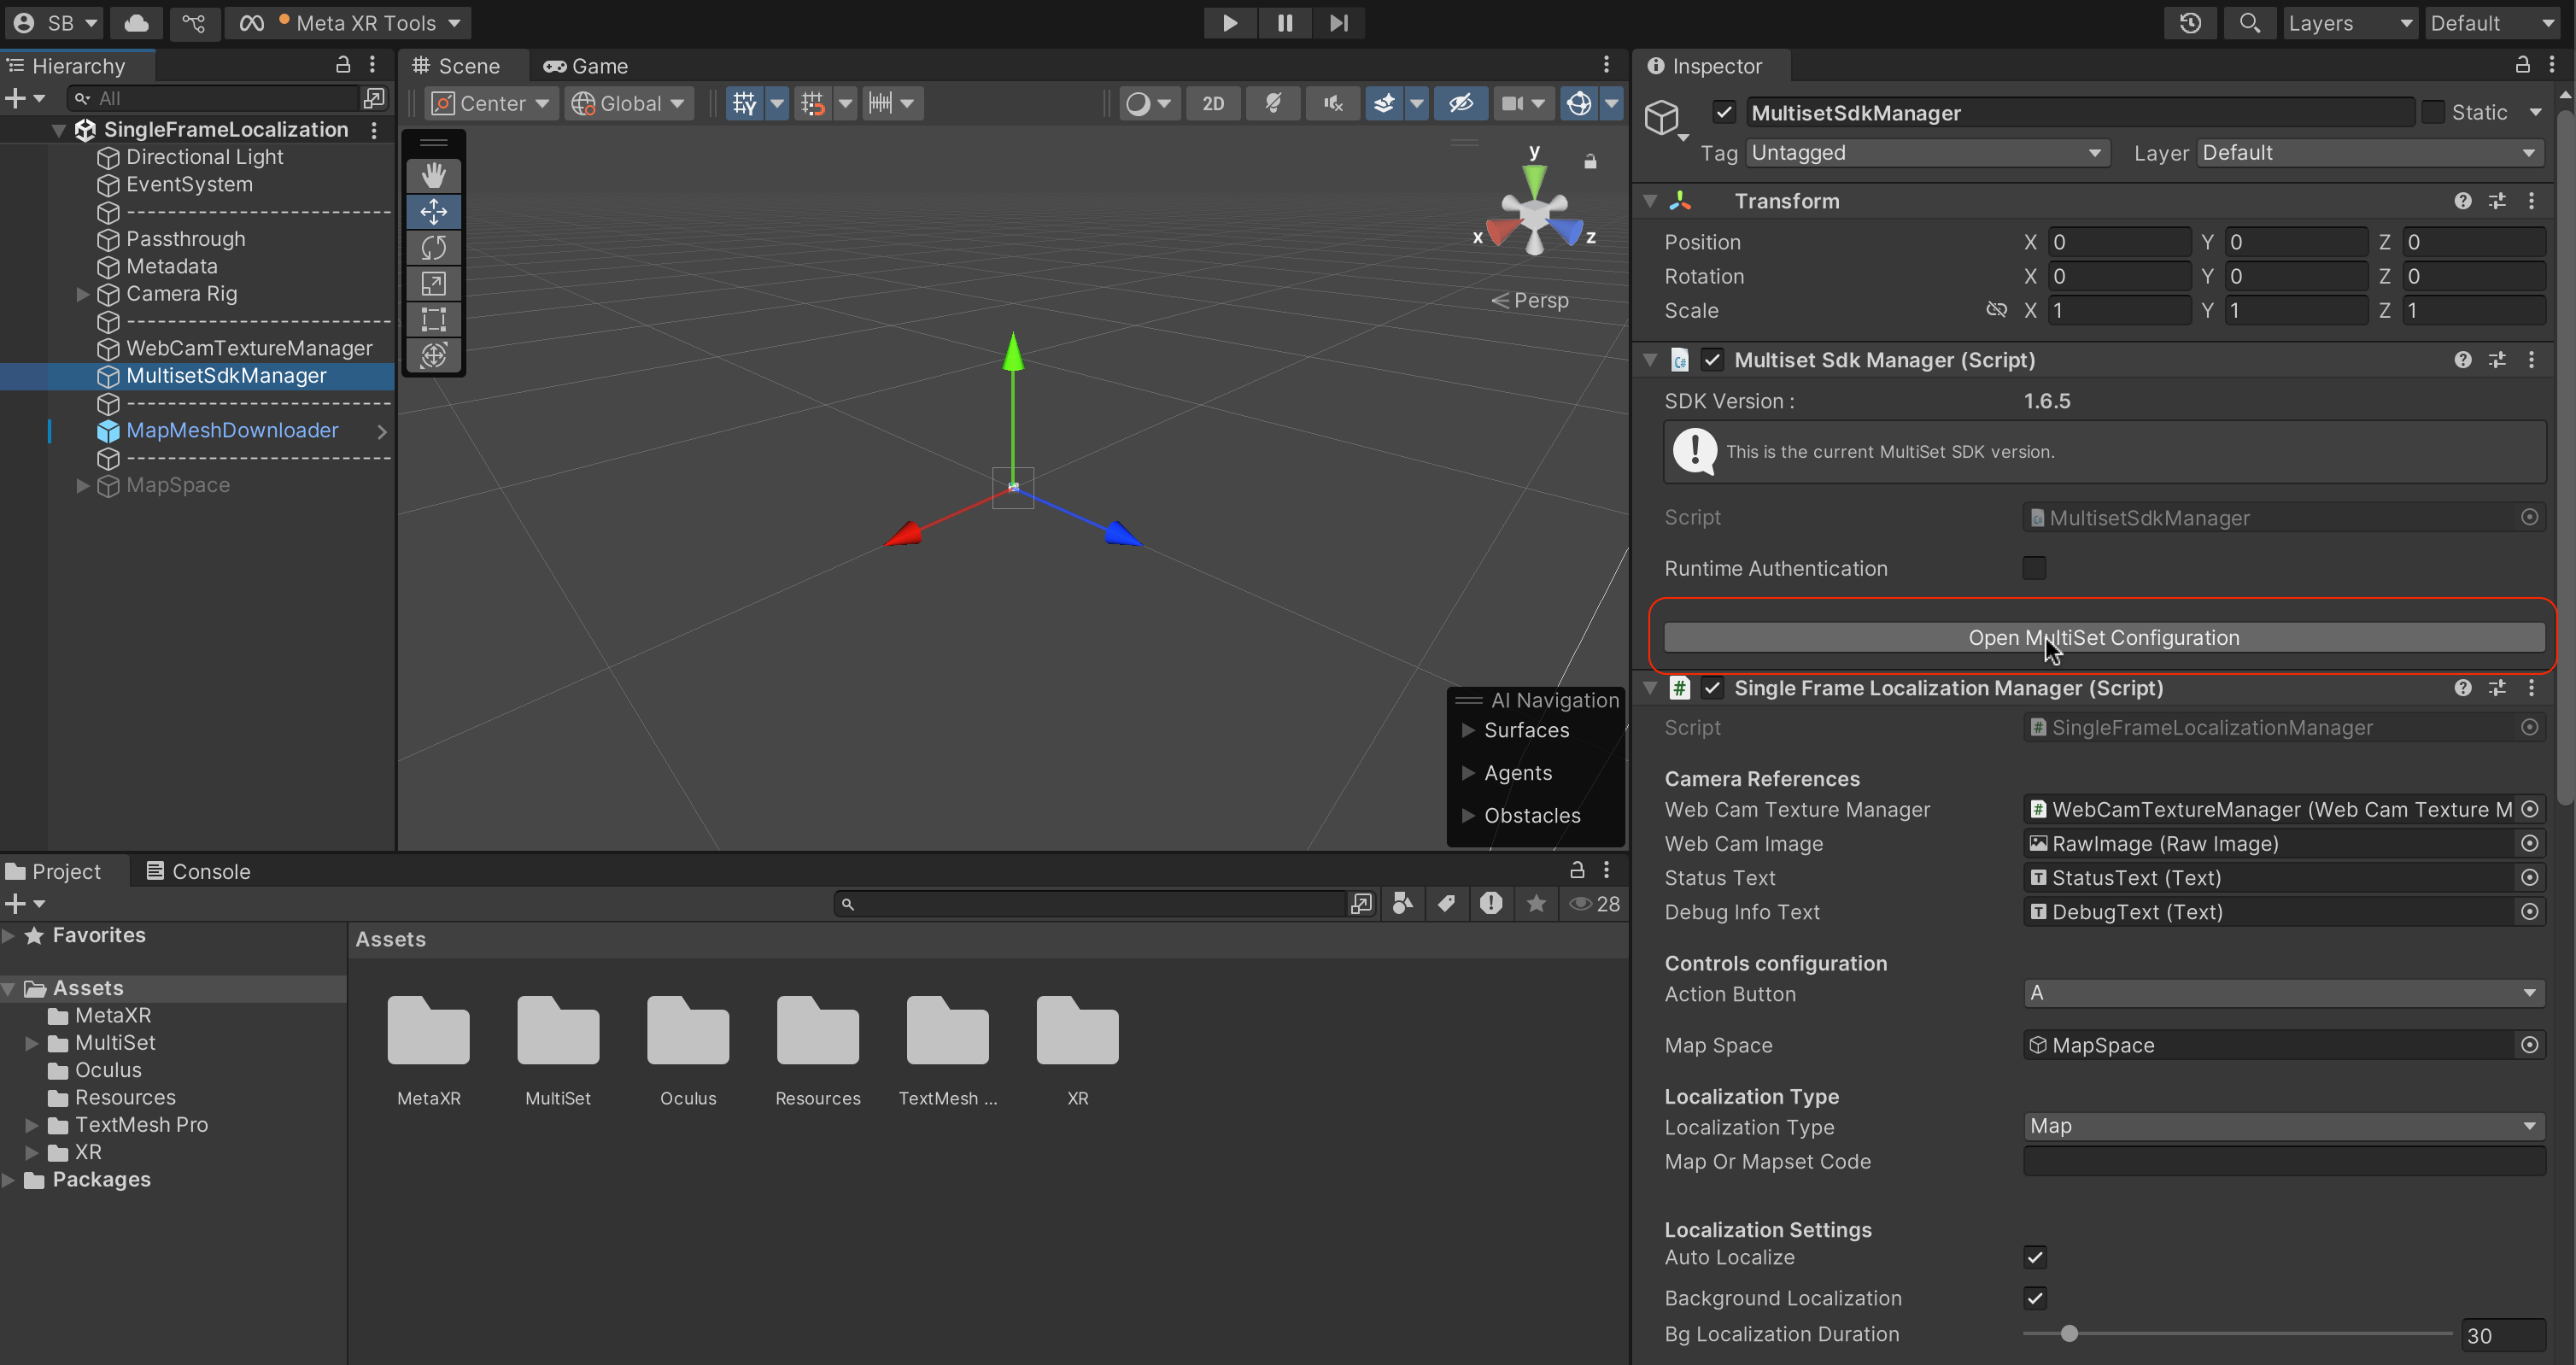 SB
Meta XR Tools
Layers
Default
Hierarchy
All
SingleFrameLocalization
Directional Light
EventSystem
------------------------
Passthrough
Metadata
Camera Rig
------------------------
WebCamTextureManager
MultisetSdkManager
------------------------
MapMeshDownloader
------------------------
MapSpace
Scene
Game
Center
Global
2D
y
x
z
Persp
AI Navigation
Surfaces
Agents
Obstacles
Inspector
MultisetSdkManager
Static
Tag
Untagged
Layer
Default
Transform
Position X 0 Y 0 Z 0
Rotation X 0 Y 0 Z 0
Scale X 1 Y 1 Z 1
Multiset Sdk Manager (Script)
SDK Version : 1.6.5
This is the current MultiSet SDK version.
Script MultisetSdkManager
Runtime Authentication
Open MultiSet Configuration
# Single Frame Localization Manager (Script)
Script # SingleFrameLocalizationManager
Camera References
Web Cam Texture Manager # WebCamTextureManager (Web Cam Texture M
Web Cam Image RawImage (Raw Image)
Status Text T StatusText (Text)
Debug Info Text T DebugText (Text)
Controls configuration
Action Button A
Map Space MapSpace
Localization Type
Localization Type Map
Map Or Mapset Code
Localization Settings
Auto Localize
Background Localization
Bg Localization Duration 30
Project
Console
28
Favorites
Assets
MetaXR
MultiSet
Oculus
Resources
TextMesh Pro
XR
Packages
Assets
MetaXR
MultiSet
Oculus
Resources
TextMesh ...
XR